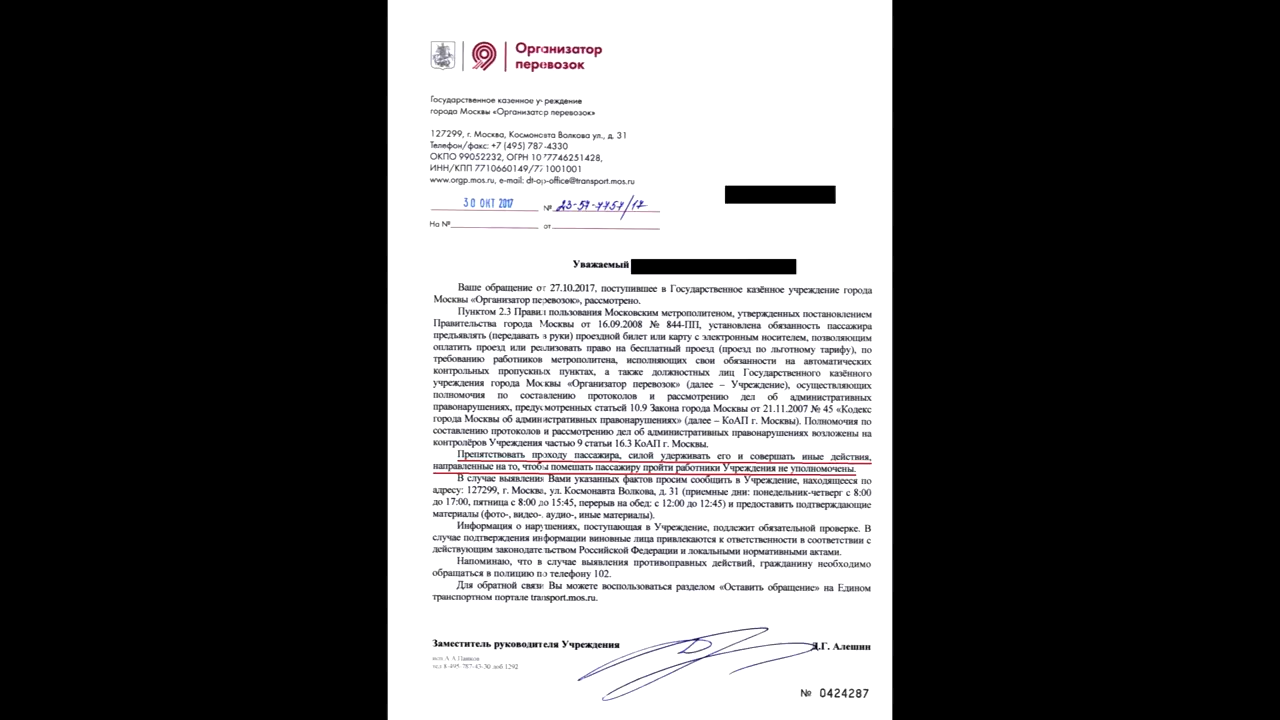 Организатор
перевозок
Государственное казенное учреждение
города Москвы «Организатор перевозок»
127299, г. Москва, Космонавта Волкова ул., д. 31
Телефон/факс: +7 (495) 787-4330
ОКПО 99052232, ОГРН 1077746251428,
ИНН/КПП 7710660149/771001001
www.orgp.mos.ru, e-mail: dt-op-office@transport.mos.ru
30 ОКТ 2017 № 23-57-7757/17
На № от
Уважаемый
Ваше обращение от 27.10.2017, поступившее в Государственное казённое учреждение города
Москвы «Организатор перевозок», рассмотрено.
Пунктом 2.3 Правил пользования Московским метрополитеном, утвержденных постановлением
Правительства города Москвы от 16.09.2008 № 844-ПП, установлена обязанность пассажира
предъявлять (передавать в руки) проездной билет или карту с электронным носителем, позволяющим
оплатить проезд или реализовать право на бесплатный проезд (проезд по льготному тарифу), по
требованию работников метрополитена, исполняющих свои обязанности на автоматических
контрольных пропускных пунктах, а также должностных лиц Государственного казённого
учреждения города Москвы «Организатор перевозок» (далее – Учреждение), осуществляющих
полномочия по составлению протоколов и рассмотрению дел об административных
правонарушениях, предусмотренных статьей 10.9 Закона города Москвы от 21.11.2007 № 45 «Кодекс
города Москвы об административных правонарушениях» (далее – КоАП г. Москвы). Полномочия по
составлению протоколов и рассмотрению дел об административных правонарушениях возложены на
контролёров Учреждения частью 9 статьи 16.3 КоАП г. Москвы.
Препятствовать проходу пассажира, силой удерживать его и совершать иные действия,
направленные на то, чтобы помешать пассажиру пройти работники Учреждения не уполномочены.
В случае выявления Вами указанных фактов просим сообщить в Учреждение, находящееся по
адресу: 127299, г. Москва, ул. Космонавта Волкова, д. 31 (приемные дни: понедельник-четверг с 8:00
до 17:00, пятница с 8:00 до 15:45, перерыв на обед: с 12:00 до 12:45) и предоставить подтверждающие
материалы (фото-, видео-, аудио-, иные материалы).
Информация о нарушениях, поступающая в Учреждение, подлежит обязательной проверке. В
случае подтверждения информации виновные лица привлекаются к ответственности в соответствии с
действующим законодательством Российской Федерации и локальными нормативными актами.
Напоминаем, что в случае выявления противоправных действий, гражданину необходимо
обращаться в полицию по телефону 102.
Для обратной связи Вы можете воспользоваться разделом «Оставить обращение» на Едином
транспортном портале transport.mos.ru.
Заместитель руководителя Учреждения Д.Г. Алешин
тел 8-495-787-43-30 доб 1292
№ 0424287